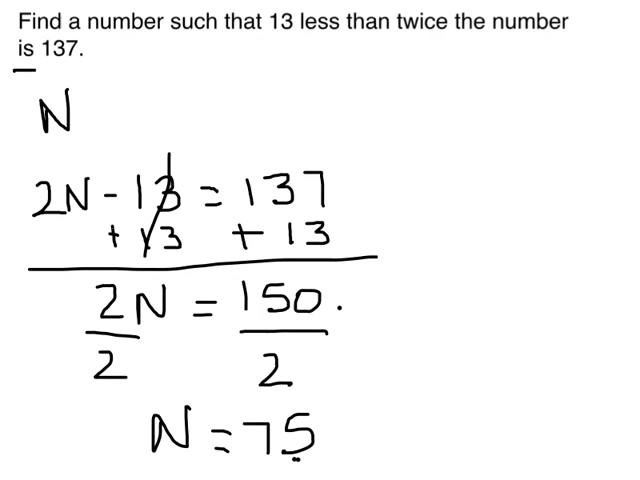 Find a number such that 13 less than twice the number
is 137.
N
2N - 13 = 137
+ 13 + 13
2N = 150.
2 2
N = 75